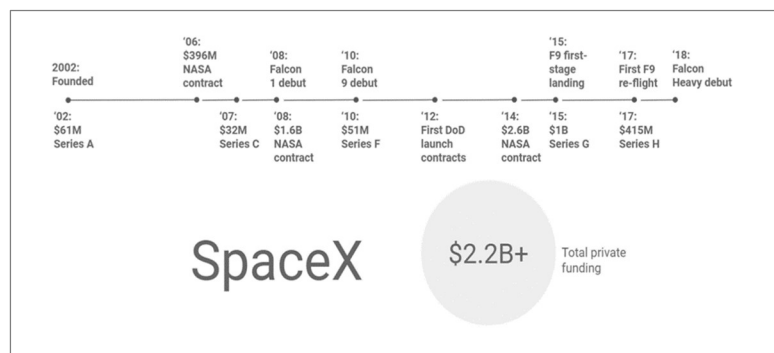 2002:
Founded
'06:
$396M
NASA
contract
'08:
Falcon
1 debut
'10:
Falcon
9 debut
'15:
F9 first-
stage
landing
'17:
First F9
re-flight
'18:
Falcon
Heavy debut
'02:
$61M
Series A
'07:
$32M
Series C
'08:
$1.6B
NASA
contract
'10:
$51M
Series F
'12:
First DoD
launch
contracts
'14:
$2.6B
NASA
contract
'15:
$1B
Series G
'17:
$415M
Series H
SpaceX
$2.2B+
Total private
funding